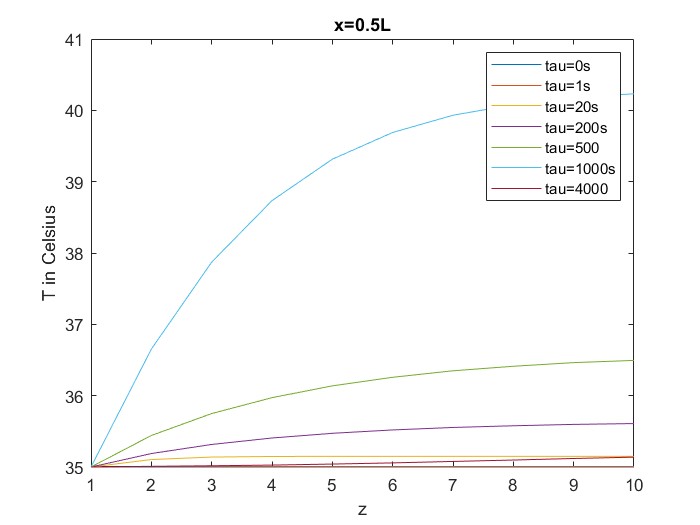 x=0.5L
41
40
39
38
37
36
35
T in Celsius
tau=0s
tau=1s
tau=20s
tau=200s
tau=500
tau=1000s
tau=4000
1 2 3 4 5 6 7 8 9 10
z